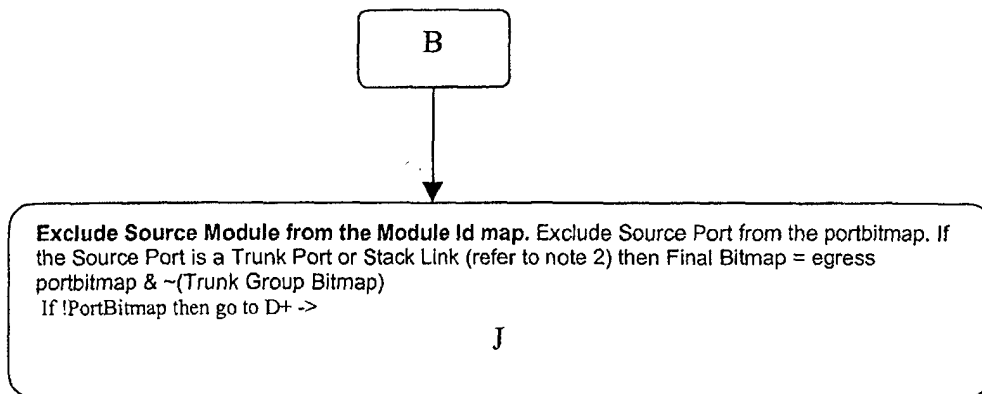 B
Exclude Source Module from the Module Id map. Exclude Source Port from the portbitmap. If
the Source Port is a Trunk Port or Stack Link (refer to note 2) then Final Bitmap = egress
portbitmap & ~(Trunk Group Bitmap)
If !PortBitmap then go to D+ ->
J